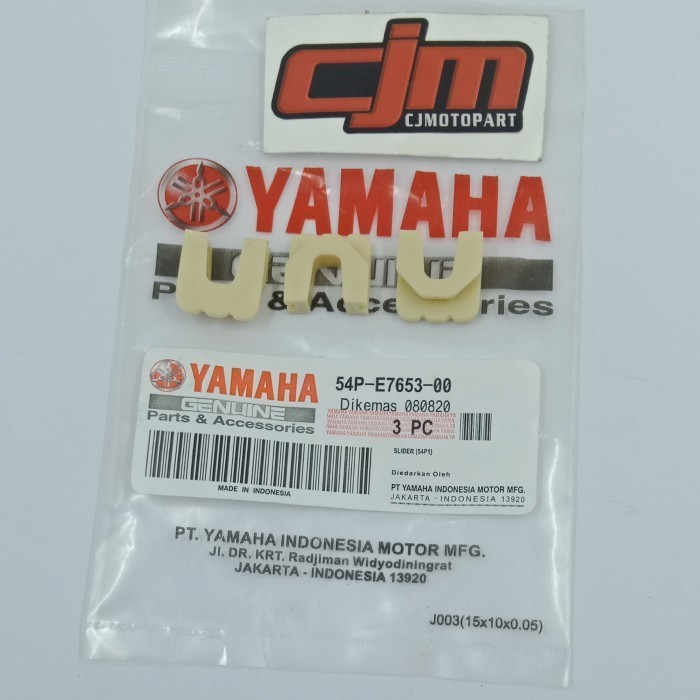 cjm
CJMOTOPART
YAMAHA
GENUINE
Parts & Accessories
YAMAHA
GENUINE
Parts & Accessories
54P-E7653-00
Dikemas 080820
3 PC
SLIDER (54P1)
Diedarkan Oleh
PT YAMAHA INDONESIA MOTOR MFG.
JAKARTA - INDONESIA 13920
MADE IN INDONESIA
PT. YAMAHA INDONESIA MOTOR MFG.
Jl. DR. KRT. Radjiman Widyodiningrat
JAKARTA - INDONESIA 13920
J003(15x10x0.05)